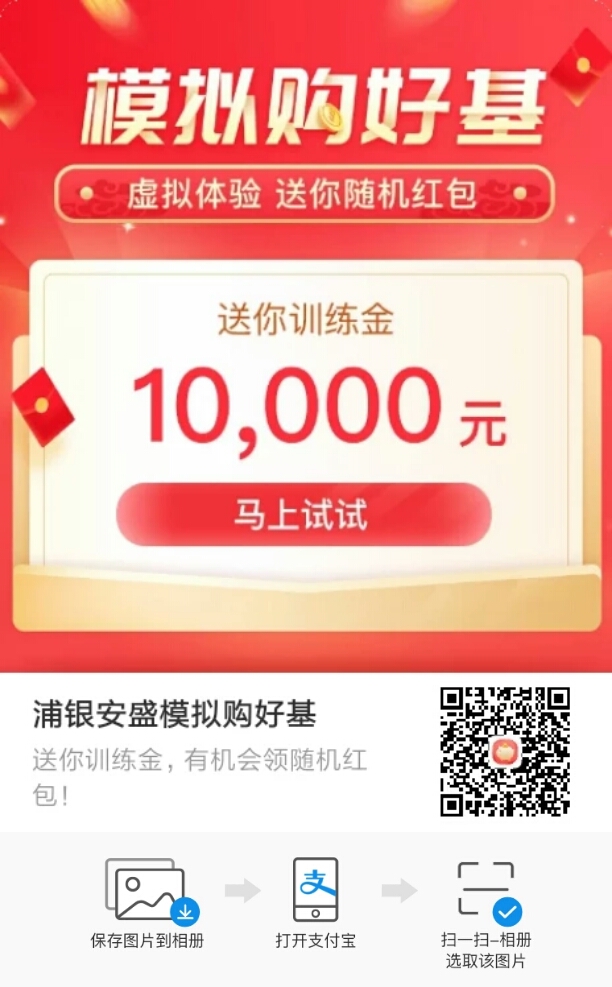 模拟购好基
虚拟体验 送你随机红包
送你训练金
10,000 元
马上试试
浦银安盛模拟购好基
送你训练金，有机会领随机红
包！
支
保存图片到相册
打开支付宝
扫一扫-相册
选取该图片